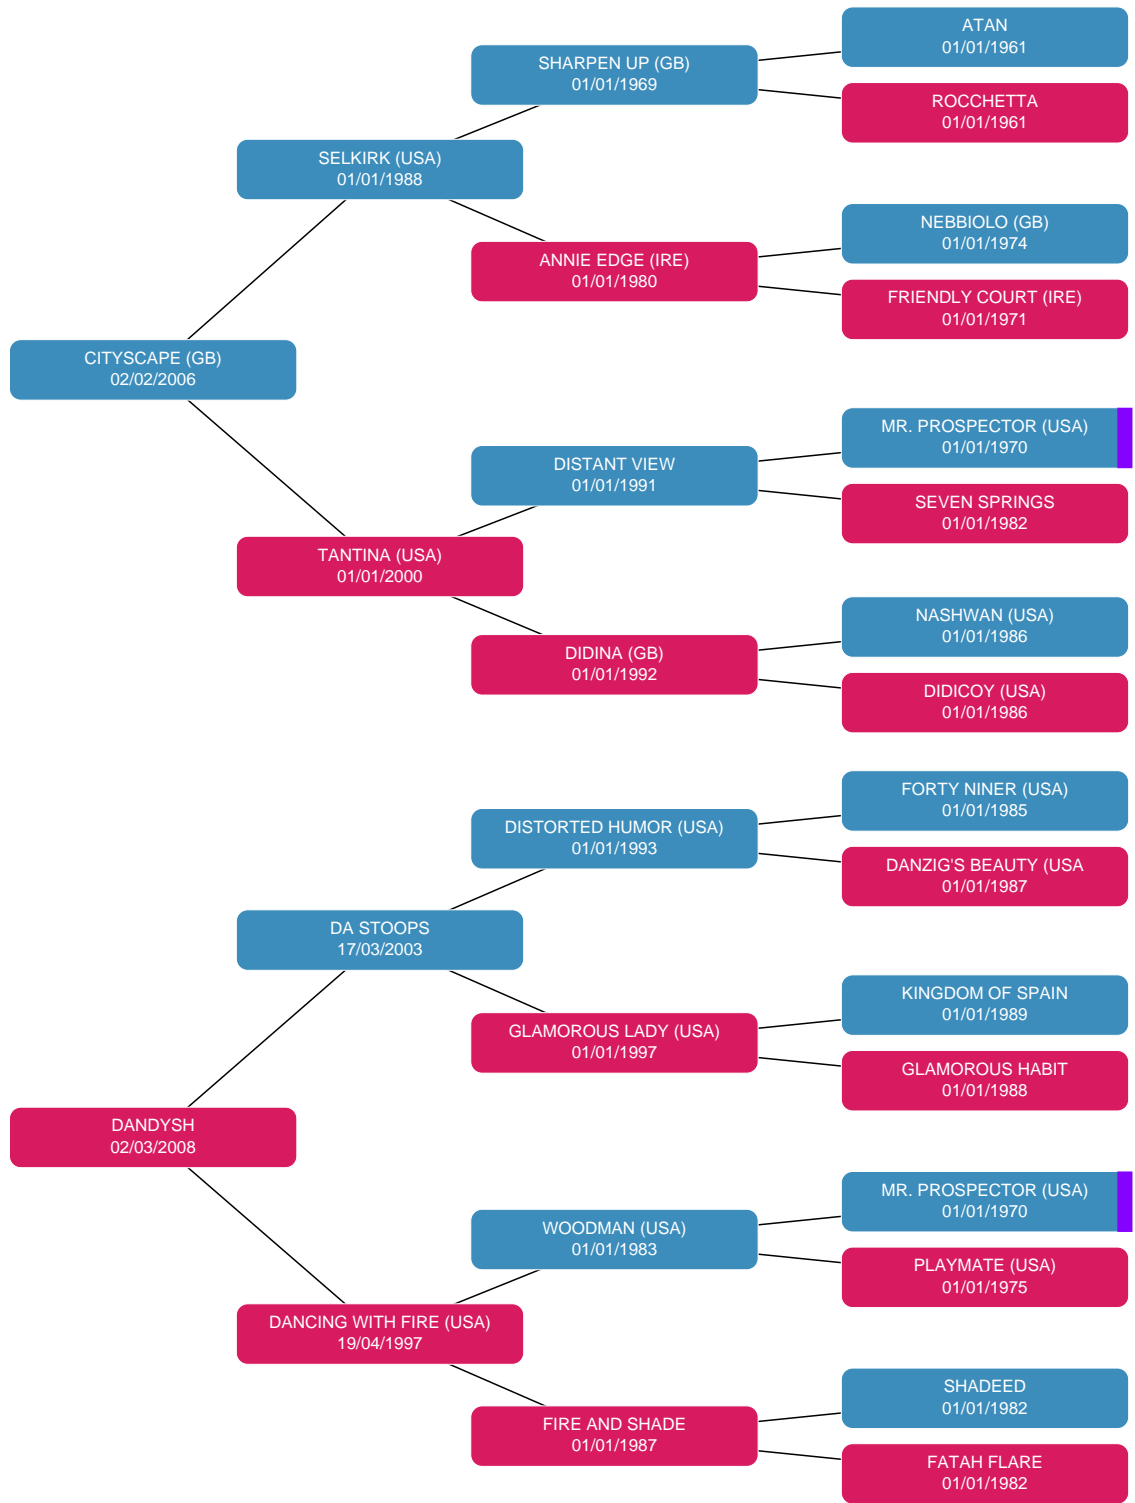 ATAN
01/01/1961
SHARPEN UP (GB)
01/01/1969
ROCCHETTA
01/01/1961
SELKIRK (USA)
01/01/1988
NEBBIOLO (GB)
01/01/1974
ANNIE EDGE (IRE)
01/01/1980
FRIENDLY COURT (IRE)
01/01/1971
CITYSCAPE (GB)
02/02/2006
MR. PROSPECTOR (USA)
01/01/1970
DISTANT VIEW
01/01/1991
SEVEN SPRINGS
01/01/1982
TANTINA (USA)
01/01/2000
NASHWAN (USA)
01/01/1986
DIDINA (GB)
01/01/1992
DIDICOY (USA)
01/01/1986
FORTY NINER (USA)
01/01/1985
DISTORTED HUMOR (USA)
01/01/1993
DANZIG'S BEAUTY (USA
01/01/1987
DA STOOPS
17/03/2003
KINGDOM OF SPAIN
01/01/1989
GLAMOROUS LADY (USA)
01/01/1997
GLAMOROUS HABIT
01/01/1988
DANDYSH
02/03/2008
MR. PROSPECTOR (USA)
01/01/1970
WOODMAN (USA)
01/01/1983
PLAYMATE (USA)
01/01/1975
DANCING WITH FIRE (USA)
19/04/1997
SHADEED
01/01/1982
FIRE AND SHADE
01/01/1987
FATAH FLARE
01/01/1982